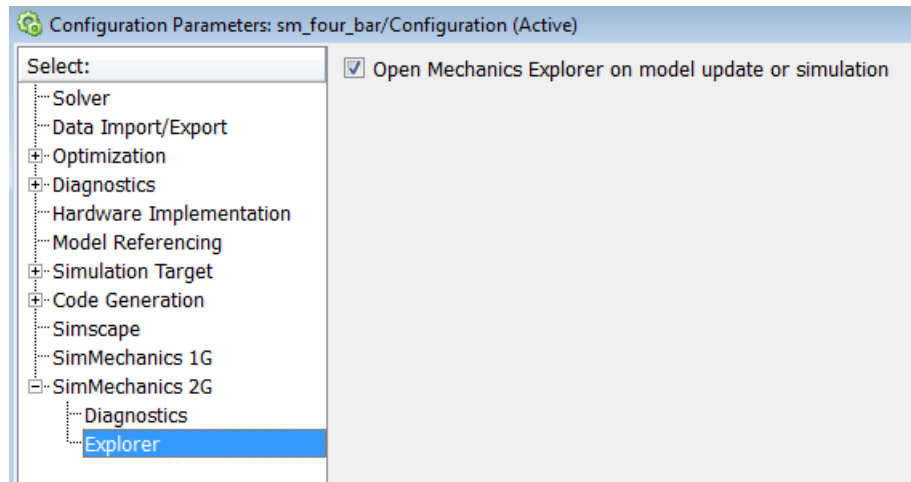 Configuration Parameters: sm_four_bar/Configuration (Active)
Select:
Open Mechanics Explorer on model update or simulation
Solver
Data Import/Export
Optimization
Diagnostics
Hardware Implementation
Model Referencing
Simulation Target
Code Generation
Simscape
SimMechanics 1G
SimMechanics 2G
Diagnostics
Explorer